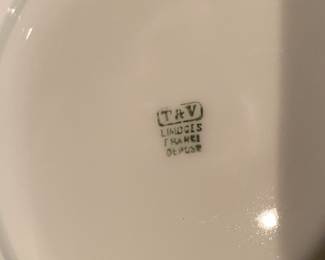 T&V
LIMOGES
FRANCE
DEPOSE